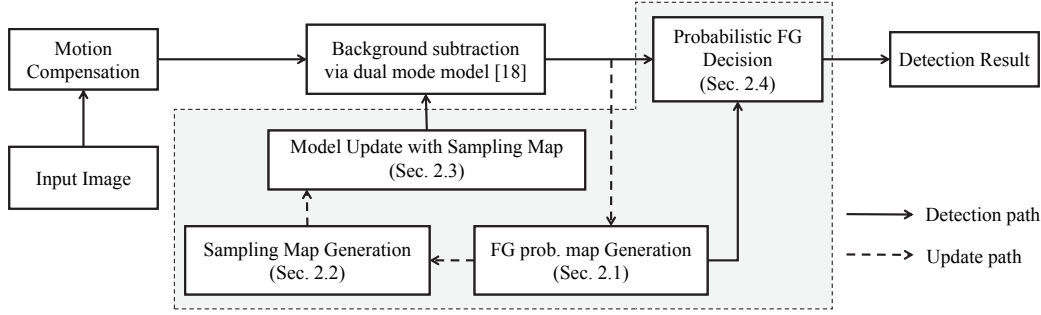 Motion
Compensation
Background subtraction
via dual mode model [18]
Probabilistic FG
Decision
(Sec. 2.4)
Detection Result
Input Image
Model Update with Sampling Map
(Sec. 2.3)
Sampling Map Generation
(Sec. 2.2)
FG prob. map Generation
(Sec. 2.1)
Detection path
Update path